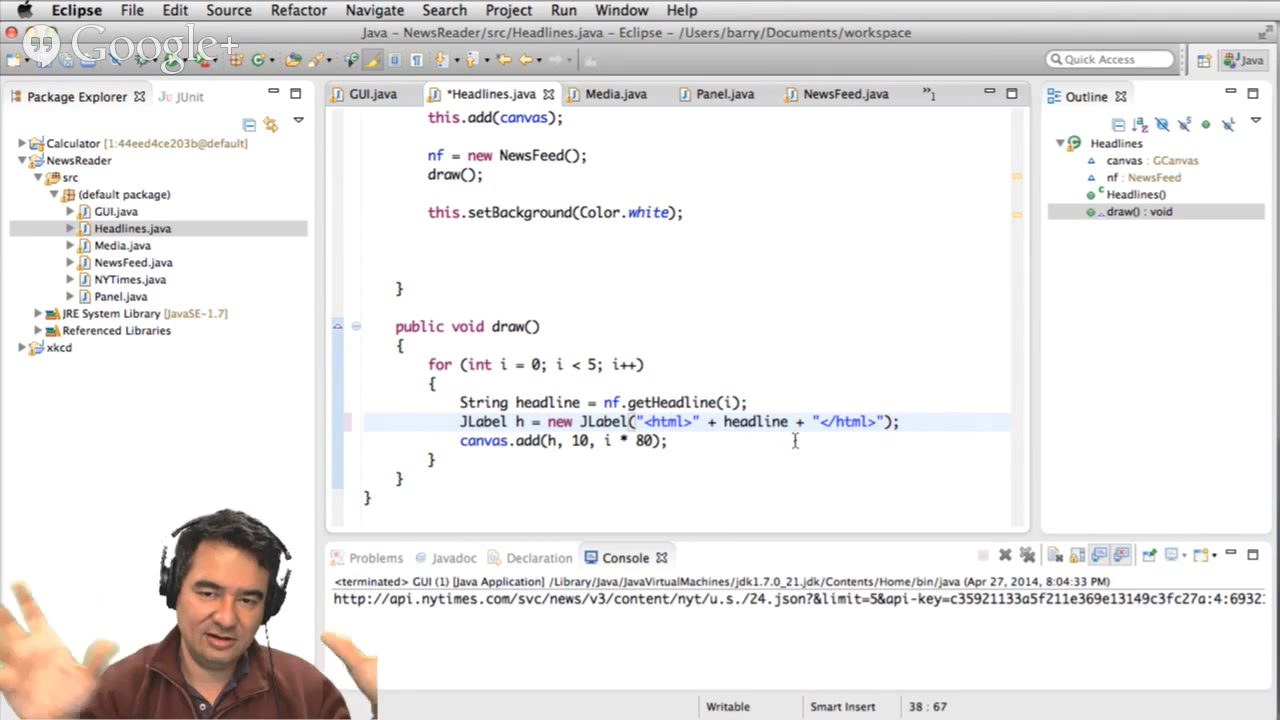 Eclipse File Edit Source Refactor Navigate Search Project Run Window Help
Google+
Java - NewsReader/src/Headlines.java - Eclipse - /Users/barry/Documents/workspace
Quick Access
Java
Package Explorer JUnit
GUI.java *Headlines.java Media.java Panel.java NewsFeed.java »1
Outline
Calculator [1:44eed4ce203b@default]
NewsReader
src
(default package)
GUI.java
Headlines.java
Media.java
NewsFeed.java
NYTimes.java
Panel.java
JRE System Library [JavaSE-1.7]
Referenced Libraries
xkcd
this.add(canvas);
nf = new NewsFeed();
draw();
this.setBackground(Color.white);
}
public void draw()
{
for (int i = 0; i < 5; i++)
{
String headline = nf.getHeadline(i);
JLabel h = new JLabel("<html>" + headline + "</html>");
canvas.add(h, 10, i * 80);
}
}
}
Headlines
canvas : GCanvas
nf : NewsFeed
Headlines()
draw() : void
Problems @ Javadoc Declaration Console
<terminated> GUI (1) [Java Application] /Library/Java/JavaVirtualMachines/jdk1.7.0_21.jdk/Contents/Home/bin/java (Apr 27, 2014, 8:04:33 PM)
http://api.nytimes.com/svc/news/v3/content/nyt/u.s./24.json?&limit=5&api-key=c35921133a5f211e369e13149c3fc27a:4:6932
Writable Smart Insert 38 : 67